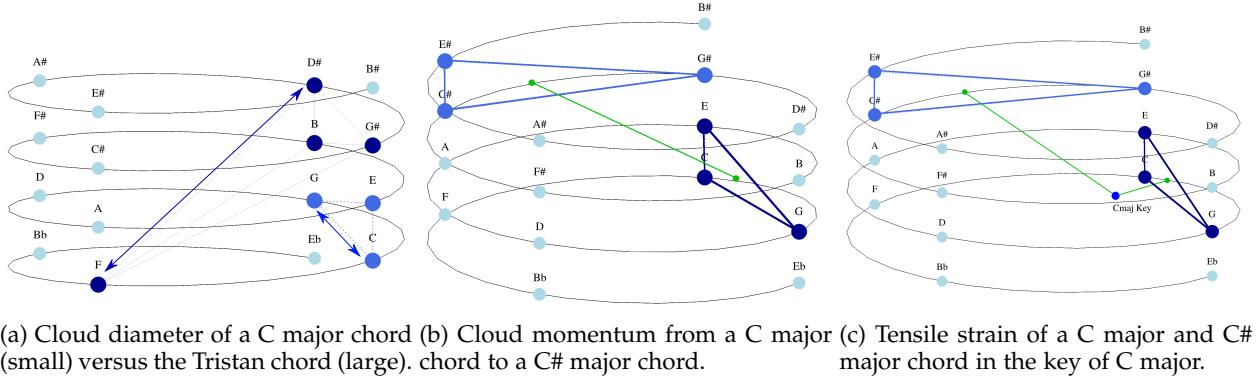 A#
D#
B#
E#
F#
B
G#
C#
D
G
E
A
Bb
Eb
C
F
B#
E#
G#
C#
E
D#
A#
A
C
B
F#
F
G
D
Bb
Eb
B#
E#
G#
C#
E
D#
A#
A
C
B
F#
F
Cmaj Key
G
D
Bb
Eb
(a) Cloud diameter of a C major chord
(small) versus the Tristan chord (large).
(b) Cloud momentum from a C major
chord to a C# major chord.
(c) Tensile strain of a C major and C#
major chord in the key of C major.